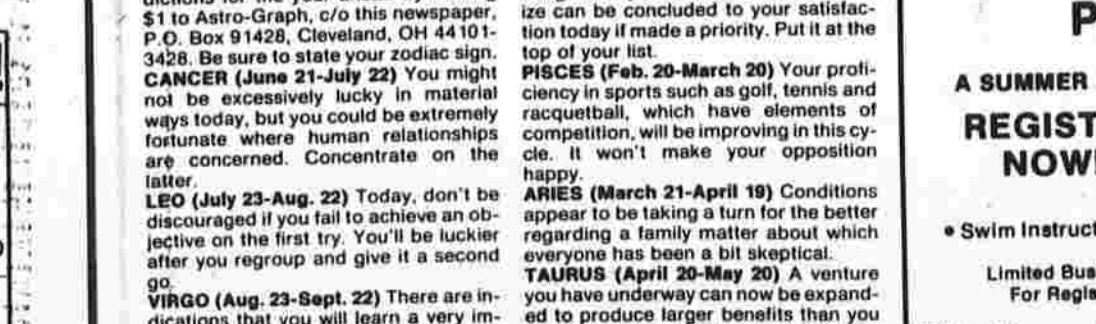 $1 to Astro-Graph, c/o this newspaper,
P.O. Box 91428, Cleveland, OH 44101-
3428. Be sure to state your zodiac sign.
CANCER (June 21-July 22) You might
not be excessively lucky in material
ways today, but you could be extremely
fortunate where human relationships
are concerned. Concentrate on the
latter.
LEO (July 23-Aug. 22) Today, don't be
discouraged if you fail to achieve an ob-
jective on the first try. You'll be luckier
after you regroup and give it a second
go.
VIRGO (Aug. 23-Sept. 22) There are in-
dications that you will learn a very im-
ize can be concluded to your satisfac-
tion today if made a priority. Put it at the
top of your list.
PISCES (Feb. 20-March 20) Your profi-
ciency in sports such as golf, tennis and
racquetball, which have elements of
competition, will be improving in this cy-
cle. It won't make your opposition
happy.
ARIES (March 21-April 19) Conditions
appear to be taking a turn for the better
regarding a family matter about which
everyone has been a bit skeptical.
TAURUS (April 20-May 20) A venture
you have underway can now be expand-
ed to produce larger benefits than you
P
A SUMMER
REGIST
NOW
• Swim Instruct
Limited Bus
For Regis